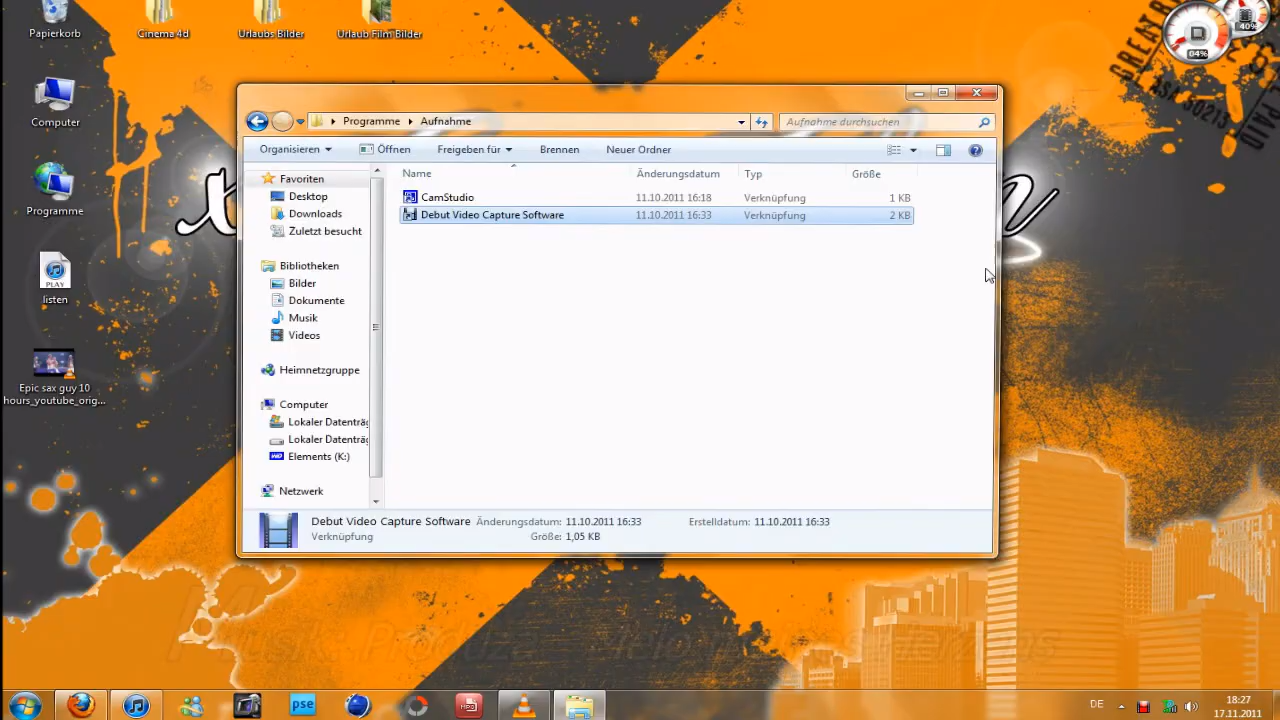 Papierkorb
Cinema 4d
Urlaubs Bilder
Urlaub Film Bilder
04%
40%
Computer
Programme
PLAY
listen
Epic sax guy 10
hours_youtube_orig...
Programme Aufnahme
Aufnahme durchsuchen
Organisieren Öffnen Freigeben für Brennen Neuer Ordner
Name Änderungsdatum Typ Größe
CamStudio 11.10.2011 16:18 Verknüpfung 1 KB
Debut Video Capture Software 11.10.2011 16:33 Verknüpfung 2 KB
Favoriten
Desktop
Downloads
Zuletzt besucht
Bibliotheken
Bilder
Dokumente
Musik
Videos
Heimnetzgruppe
Computer
Lokaler Datenträg
Lokaler Datenträg
Elements (K:)
Netzwerk
Debut Video Capture Software Änderungsdatum: 11.10.2011 16:33 Erstelldatum: 11.10.2011 16:33
Verknüpfung Größe: 1,05 KB
pse
DE
18:27
17.11.2011